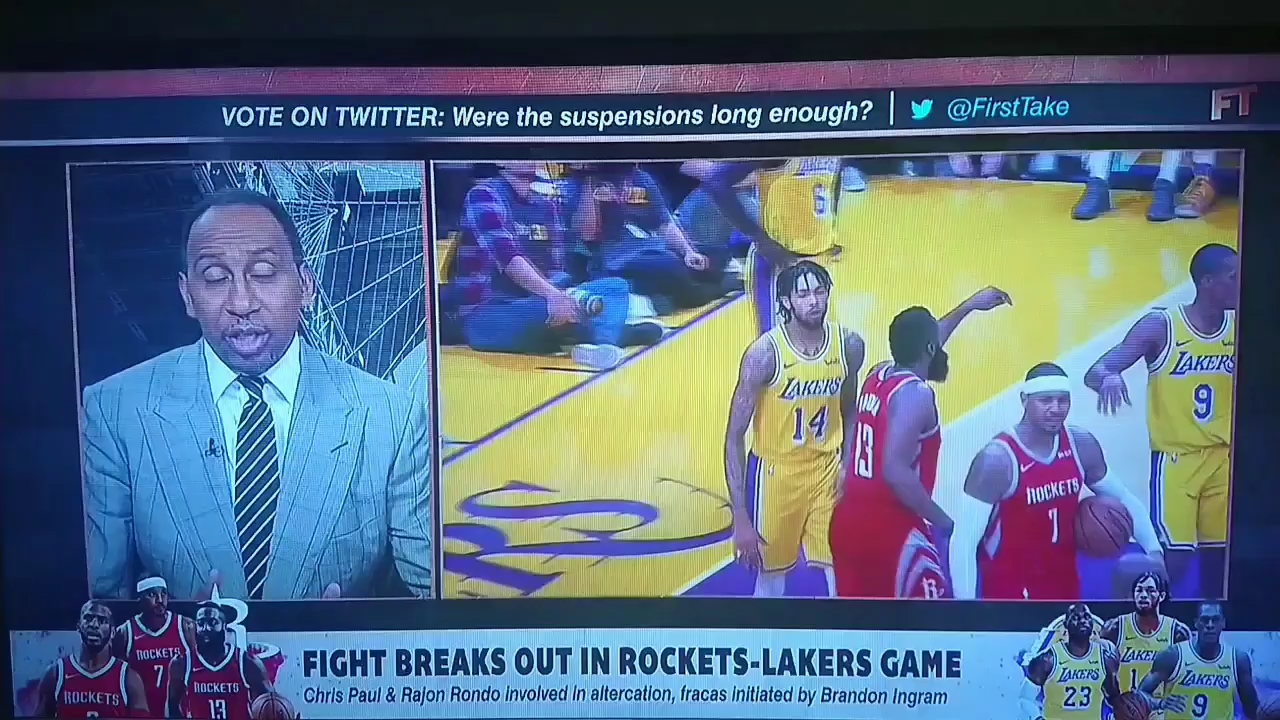 VOTE ON TWITTER: Were the suspensions long enough?
@FirstTake
FT
6
LAKERS
14
13
ROCKETS
7
LAKERS
9
FIGHT BREAKS OUT IN ROCKETS-LAKERS GAME
Chris Paul & Rajon Rondo involved in altercation, fracas initiated by Brandon Ingram
ROCKETS
ROCKETS
7
ROCKETS
13
LAKERS
23
LAKERS
9